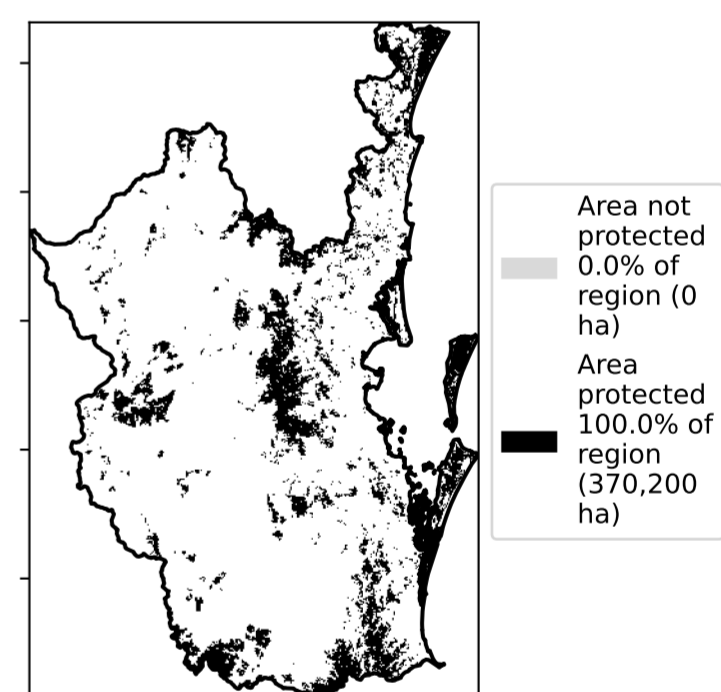 Area not
protected
0.0% of
region (0
ha)
Area
protected
100.0% of
region
(370,200
ha)